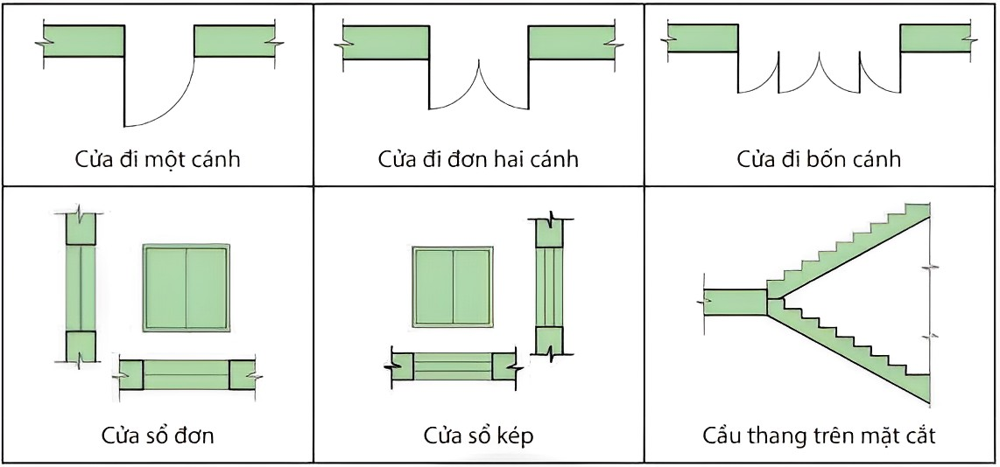 Cửa đi một cánh
Cửa đi đơn hai cánh
Cửa đi bốn cánh
Cửa sổ đơn
Cửa sổ kép
Cầu thang trên mặt cắt